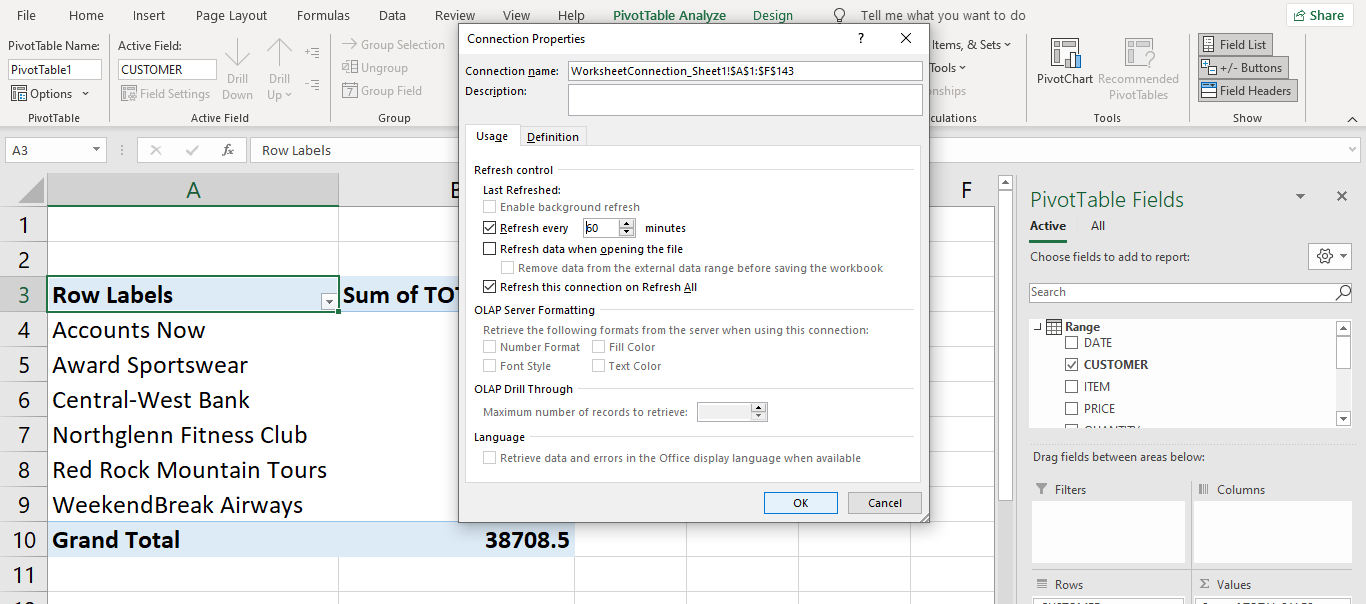 File Home Insert Page Layout Formulas Data Review View Help PivotTable Analyze Design Tell me what you want to do Share
PivotTable Name:
PivotTable1
Options
PivotTable
Active Field:
CUSTOMER
Field Settings
Drill Down
Drill Up
Active Field
Group Selection
Ungroup
Group Field
Group
Items, & Sets
Tools
nships
culations
PivotChart
Recommended PivotTables
Tools
Field List
+/- Buttons
Field Headers
Show
A3 fx Row Labels
A
F
1
2
3 Row Labels Sum of TOT
4 Accounts Now
5 Award Sportswear
6 Central-West Bank
7 Northglenn Fitness Club
8 Red Rock Mountain Tours
9 WeekendBreak Airways
10 Grand Total 38708.5
11
Connection Properties ?
Connection name: WorksheetConnection_Sheet1!$A$1:$F$143
Description:
Usage Definition
Refresh control
Last Refreshed:
Enable background refresh
Refresh every 60 minutes
Refresh data when opening the file
Remove data from the external data range before saving the workbook
Refresh this connection on Refresh All
OLAP Server Formatting
Retrieve the following formats from the server when using this connection:
Number Format Fill Color
Font Style Text Color
OLAP Drill Through
Maximum number of records to retrieve:
Language
Retrieve data and errors in the Office display language when available
OK Cancel
PivotTable Fields
Active All
Choose fields to add to report:
Search
Range
DATE
CUSTOMER
ITEM
PRICE
QUANTITY
Drag fields between areas below:
Filters Columns
Rows Σ Values